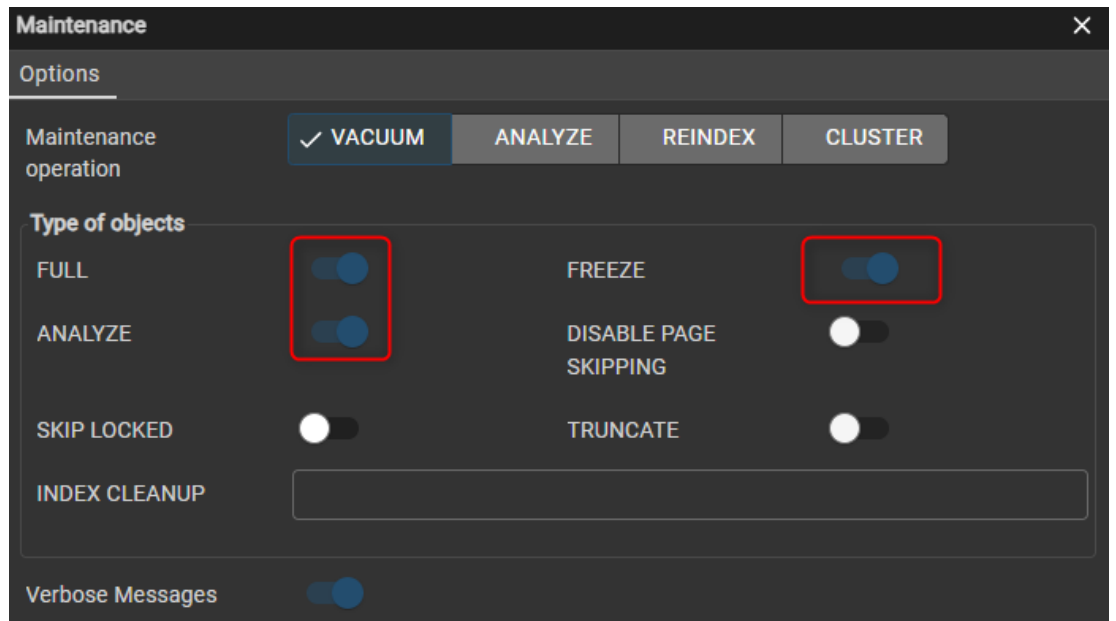 Maintenance
Options
Maintenance
operation
VACUUM
ANALYZE
REINDEX
CLUSTER
Type of objects
FULL
FREEZE
ANALYZE
DISABLE PAGE
SKIPPING
SKIP LOCKED
TRUNCATE
INDEX CLEANUP
Verbose Messages